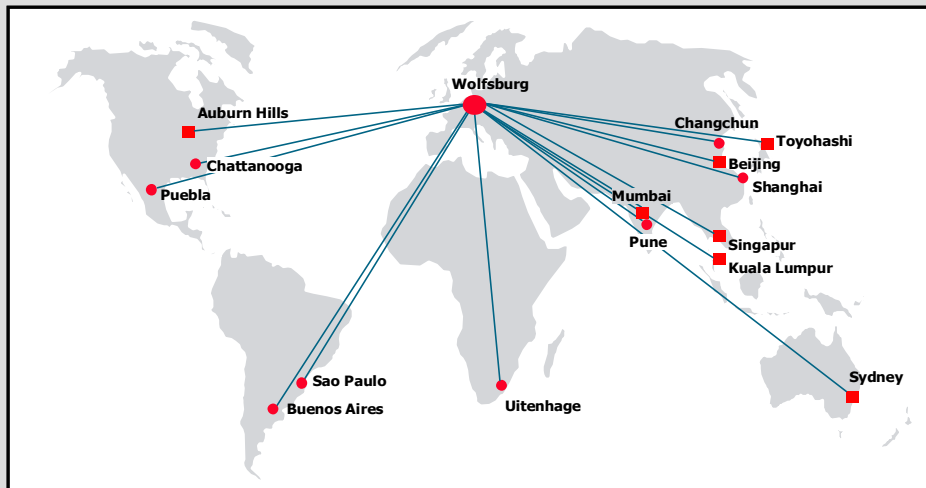 Wolfsburg
Auburn Hills
Changchun
Toyohashi
Chattanooga
Beijing
Puebla
Shanghai
Mumbai
Pune
Singapur
Kuala Lumpur
Sao Paulo
Sydney
Buenos Aires
Uitenhage